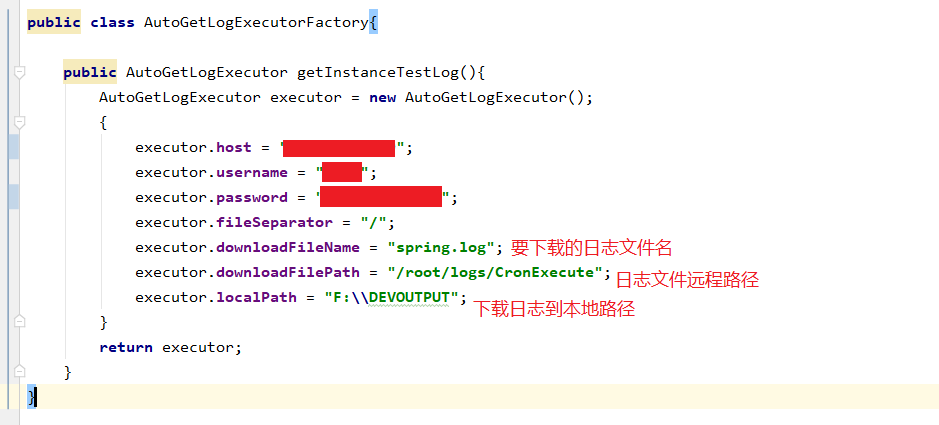 public class AutoGetLogExecutorFactory{
public AutoGetLogExecutor getInstanceTestLog(){
AutoGetLogExecutor executor = new AutoGetLogExecutor();
{
executor.host = "";
executor.username = "";
executor.password = "";
executor.fileSeparator = "/";
executor.downloadFileName = "spring.log"; 要下载的日志文件名
executor.downloadFilePath = "/root/logs/CronExecute"; 日志文件远程路径
executor.localPath = "F:\\DEVOUTPUT"; 下载日志到本地路径
}
return executor;
}
}